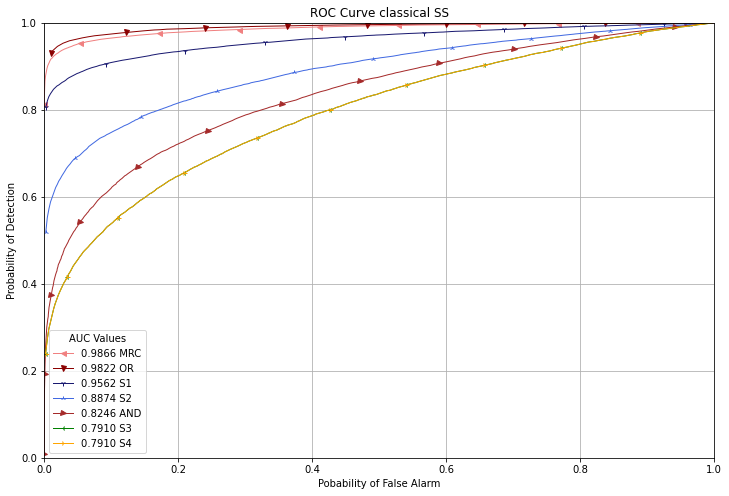 ROC Curve classical SS
Probability of Detection
1.0
0.8
0.6
0.4
0.2
0.0
AUC Values
0.9866 MRC
0.9822 OR
0.9562 S1
0.8874 S2
0.8246 AND
0.7910 S3
0.7910 S4
0.0 0.2 0.4 0.6 0.8 1.0
Pobability of False Alarm